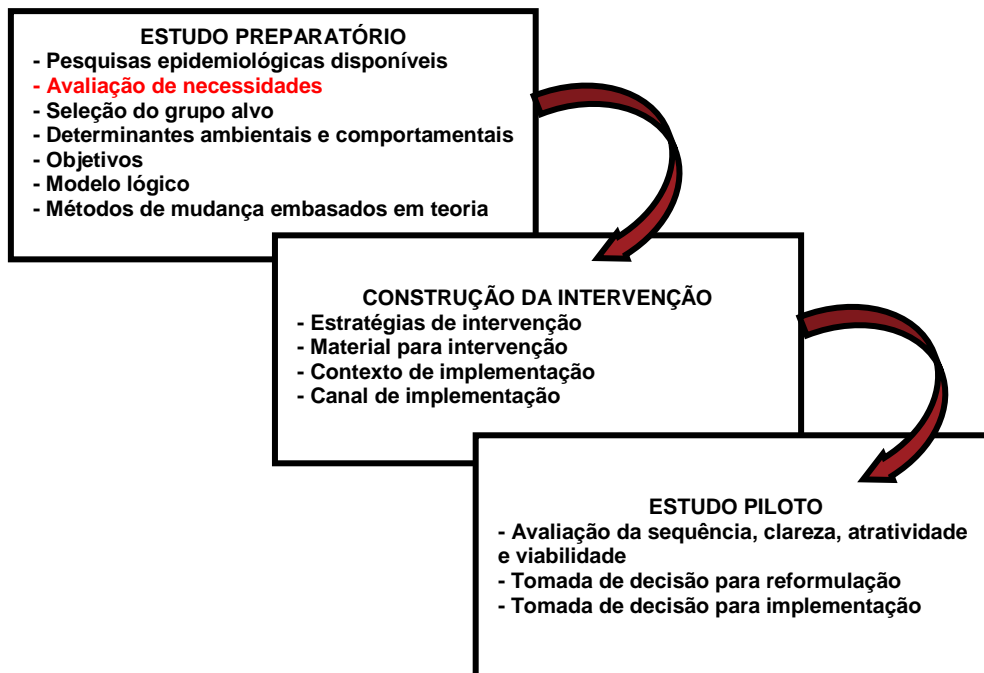 ESTUDO PREPARATÓRIO
- Pesquisas epidemiológicas disponíveis
- Avaliação de necessidades
- Seleção do grupo alvo
- Determinantes ambientais e comportamentais
- Objetivos
- Modelo lógico
- Métodos de mudança embasados em teoria
CONSTRUÇÃO DA INTERVENÇÃO
- Estratégias de intervenção
- Material para intervenção
- Contexto de implementação
- Canal de implementação
ESTUDO PILOTO
- Avaliação da sequência, clareza, atratividade
e viabilidade
- Tomada de decisão para reformulação
- Tomada de decisão para implementação